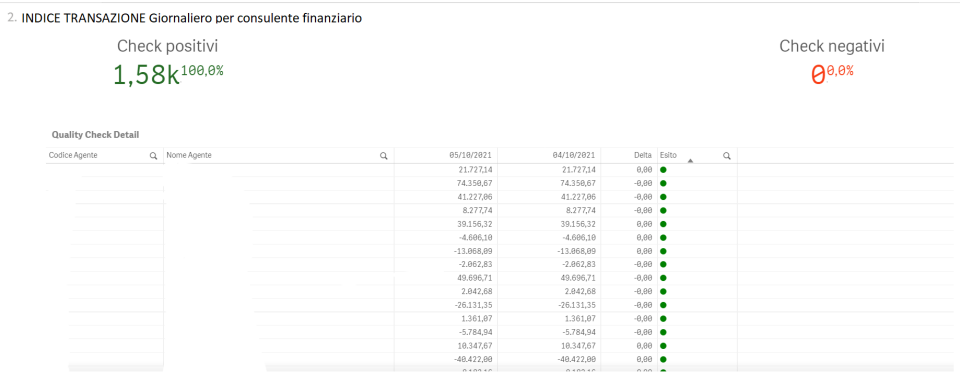 2. INDICE TRANSAZIONE Giornaliero per consulente finanziario
Check positivi
Check negativi
1,58k 100,0%
0 0,0%
Quality Check Detail
Codice Agente Nome Agente 05/10/2021 04/10/2021 Delta Esito
21.727,14 21.727,14 0,00
74.350,67 74.350,67 -0,00
41.227,06 41.227,06 -0,00
8.277,74 8.277,74 -0,00
39.156,32 39.156,32 0,00
-4.606,10 -4.606,10 0,00
-13.068,09 -13.068,09 0,00
-2.062,83 -2.062,83 -0,00
49.696,71 49.696,71 -0,00
2.042,68 2.042,68 -0,00
-26.131,35 -26.131,35 -0,00
1.361,07 1.361,07 -0,00
-5.784,94 -5.784,94 -0,00
10.347,67 10.347,67 0,00
-40.422,00 -40.422,00 -0,00